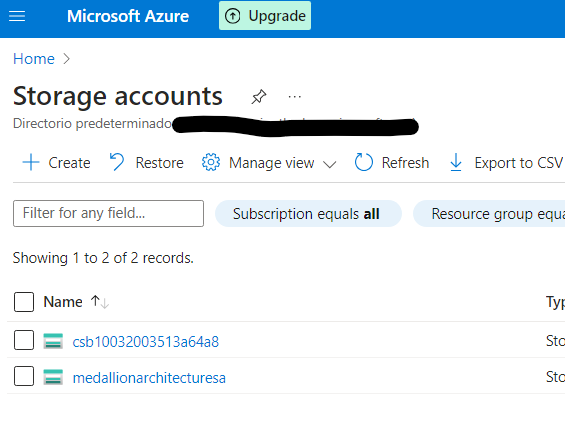 Microsoft Azure
Upgrade
Home
Storage accounts
Directorio predeterminado
Create Restore Manage view Refresh Export to CSV
Filter for any field... Subscription equals all Resource group equa
Showing 1 to 2 of 2 records.
Name Typ
csb10032003513a64a8 Sto
medallionarchitecturesa Sto